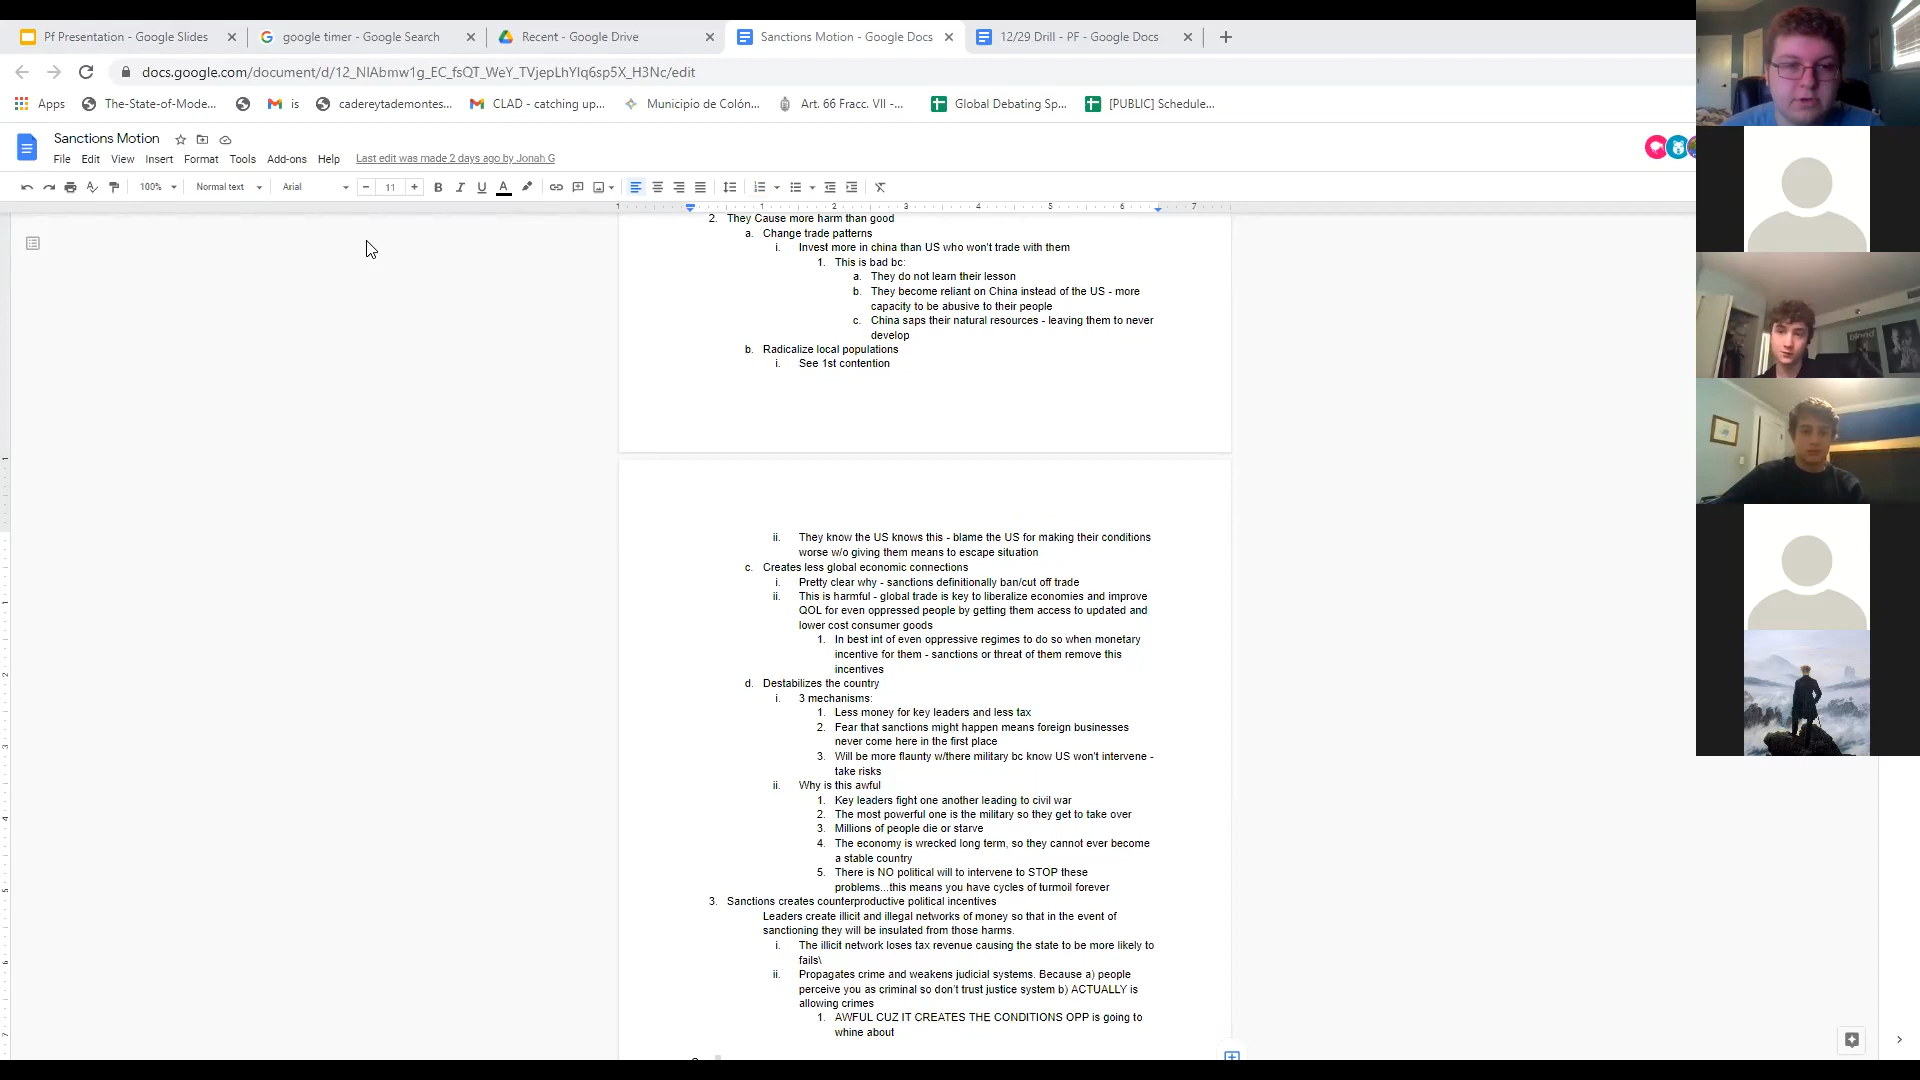 Pf Presentation - Google Slides
google timer - Google Search
Recent - Google Drive
Sanctions Motion - Google Docs
12/29 Drill - PF - Google Docs
docs.google.com/document/d/12_NIAbmw1g_EC_fsQT_WeY_TVjepLhYIq6sp5X_H3Nc/edit
Apps
The-State-of-Mode...
is
cadereytademontes...
CLAD - catching up...
Municipio de Colón,...
Art. 66 Fracc. VII -...
Global Debating Sp...
[PUBLIC] Schedule...
Sanctions Motion
File Edit View Insert Format Tools Add-ons Help Last edit was made 2 days ago by Jonah G
100% Normal text Arial 11
1 1 2 3 4 5 6 7
2. They Cause more harm than good
a. Change trade patterns
i. Invest more in china than US who won't trade with them
1. This is bad bc:
a. They do not learn their lesson
b. They become reliant on China instead of the US - more
capacity to be abusive to their people
c. China saps their natural resources - leaving them to never
develop
b. Radicalize local populations
i. See 1st contention
ii. They know the US knows this - blame the US for making their conditions
worse w/o giving them means to escape situation
c. Creates less global economic connections
i. Pretty clear why - sanctions definitionally ban/cut off trade
ii. This is harmful - global trade is key to liberalize economies and improve
QOL for even oppressed people by getting them access to updated and
lower cost consumer goods
1. In best int of even oppressive regimes to do so when monetary
incentive for them - sanctions or threat of them remove this
incentives
d. Destabilizes the country
i. 3 mechanisms:
1. Less money for key leaders and less tax
2. Fear that sanctions might happen means foreign businesses
never come here in the first place
3. Will be more flaunty w/there military bc know US won't intervene -
take risks
ii. Why is this awful
1. Key leaders fight one another leading to civil war
2. The most powerful one is the military so they get to take over
3. Millions of people die or starve
4. The economy is wrecked long term, so they cannot ever become
a stable country
5. There is NO political will to intervene to STOP these
problems...this means you have cycles of turmoil forever
3. Sanctions creates counterproductive political incentives
Leaders create illicit and illegal networks of money so that in the event of
sanctioning they will be insulated from those harms.
i. The illicit network loses tax revenue causing the state to be more likely to
fails\
ii. Propagates crime and weakens judicial systems. Because a) people
perceive you as criminal so don't trust justice system b) ACTUALLY is
allowing crimes
1. AWFUL CUZ IT CREATES THE CONDITIONS OPP is going to
whine about